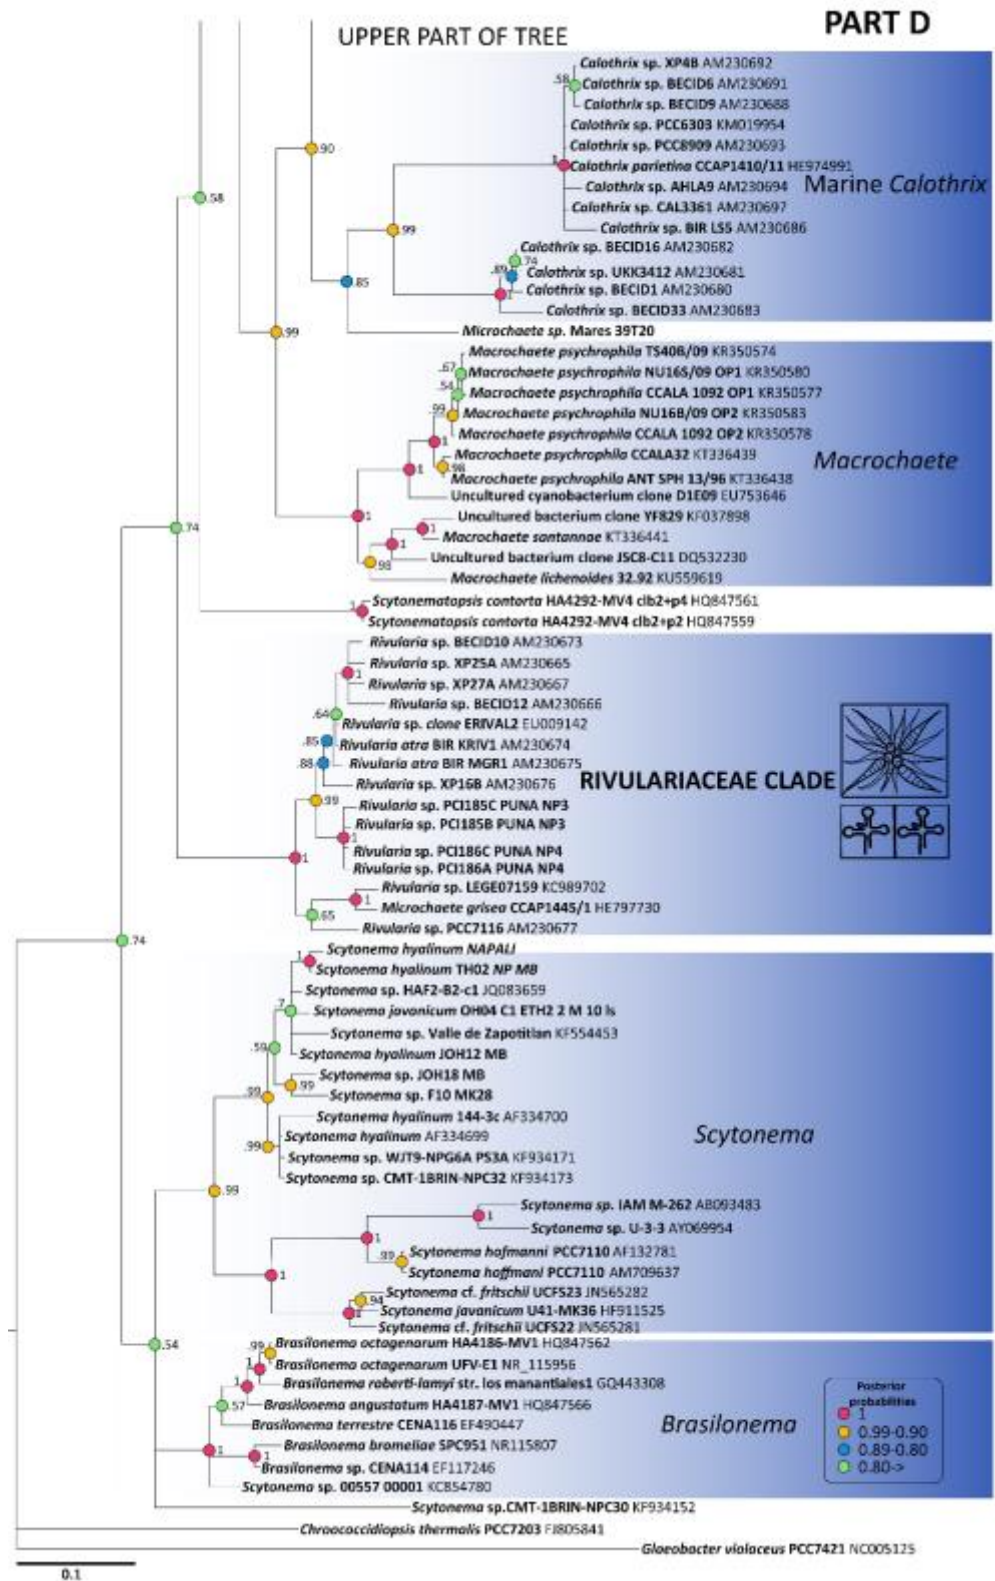 PART D
UPPER PART OF TREE
Calothrix sp. XP4B AM230692
.58
Calothrix sp. BECID6 AM230691
Calothrix sp. BECID9 AM230688
Calothrix sp. PCC6303 KM019954
.90
Calothrix sp. PCC8909 AM230693
1
Calothrix parietina CCAP1410/11 HE974991
Marine Calothrix
Calothrix sp. AHLA9 AM230694
.58
Calothrix sp. CAL3361 AM230697
.99
Calothrix sp. BIR LS5 AM230686
Calothrix sp. BECID16 AM230682
.74
.89
Calothrix sp. UKK3412 AM230681
.85
Calothrix sp. BECID1 AM230680
1
Calothrix sp. BECID33 AM230683
.99
Microchaete sp. Mares 39T20
Macrochaete psychrophila TS40B/09 KR350574
.67
Macrochaete psychrophila NU16S/09 OP1 KR350580
.54
Macrochaete psychrophila CCALA 1092 OP1 KR350577
.99
Macrochaete psychrophila NU16B/09 OP2 KR350583
Macrochaete psychrophila CCALA 1092 OP2 KR350578
1
Macrochaete psychrophila CCALA32 KT336439
Macrochaete
.98
1
Macrochaete psychrophila ANT SPH 13/96 KT336438
Uncultured cyanobacterium clone D1E09 EU753646
1
Uncultured bacterium clone YF829 KF037898
.74
1
Macrochaete santannae KT336441
1
Uncultured bacterium clone JSC8-C11 DQ532230
.98
Macrochaete lichenoides 32.92 KU559619
Scytonematopsis contorta HA4292-MV4 clb2+p4 HQ847561
1
Scytonematopsis contorta HA4292-MV4 clb2+p2 HQ847559
Rivularia sp. BECID10 AM230673
Rivularia sp. XP25A AM230665
1
Rivularia sp. XP27A AM230667
Rivularia sp. BECID12 AM230666
.64
Rivularia sp. clone ERIVAL2 EU009142
.85
Rivularia atra BIR KRIV1 AM230674
.88
Rivularia atra BIR MGR1 AM230675
Rivularia sp. XP16B AM230676
RIVULARIACEAE CLADE
.99
Rivularia sp. PCI185C PUNA NP3
Rivularia sp. PCI185B PUNA NP3
1
Rivularia sp. PCI186C PUNA NP4
1
Rivularia sp. PCI186A PUNA NP4
Rivularia sp. LEGE07159 KC989702
1
Microchaete grisea CCAP1445/1 HE797730
.65
Rivularia sp. PCC7116 AM230677
.74
Scytonema hyalinum NAPALI
1
Scytonema hyalinum TH02 NP MB
Scytonema sp. HAF2-B2-c1 JQ083659
.7
Scytonema javanicum OH04 C1 ETH2 2 M 10 ls
Scytonema sp. Valle de Zapotitlan KF554453
.59
Scytonema hyalinum JOH12 MB
Scytonema sp. JOH18 MB
.99
.99
Scytonema sp. F10 MK28
Scytonema hyalinum 144-3c AF334700
Scytonema hyalinum AF334699
Scytonema
.99
Scytonema sp. WJT9-NPG6A PS3A KF934171
Scytonema sp. CMT-1BRIN-NPC32 KF934173
.99
Scytonema sp. IAM M-262 AB093483
1
Scytonema sp. U-3-3 AY069954
1
Scytonema hofmanni PCC7110 AF132781
.99
Scytonema hoffmani PCC7110 AM709637
1
Scytonema cf. fritschii UCFS23 JN565282
.94
Scytonema javanicum U41-MK36 HF911525
1
Scytonema cf. fritschii UCFS22 JN565281
.54
Brasilonema octagenarum HA4186-MV1 HQ847562
.99
Brasilonema octagenarum UFV-E1 NR_115956
1
Brasilonema roberti-lamyi str. los manantiales1 GQ443308
1
Brasilonema angustatum HA4187-MV1 HQ847566
.57
Brasilonema terrestre CENA116 EF490447
Brasilonema
Brasilonema bromeliae SPC951 NR115807
1
1
Brasilonema sp. CENA114 EF117246
Scytonema sp. 00557 00001 KC854780
Posterior
probabilities
1
0.99-0.90
0.89-0.80
0.80->
Scytonema sp.CMT-1BRIN-NPC30 KF934152
Chroococcidiopsis thermalis PCC7203 FJ805841
Gloeobacter violaceus PCC7421 NC005125
0.1